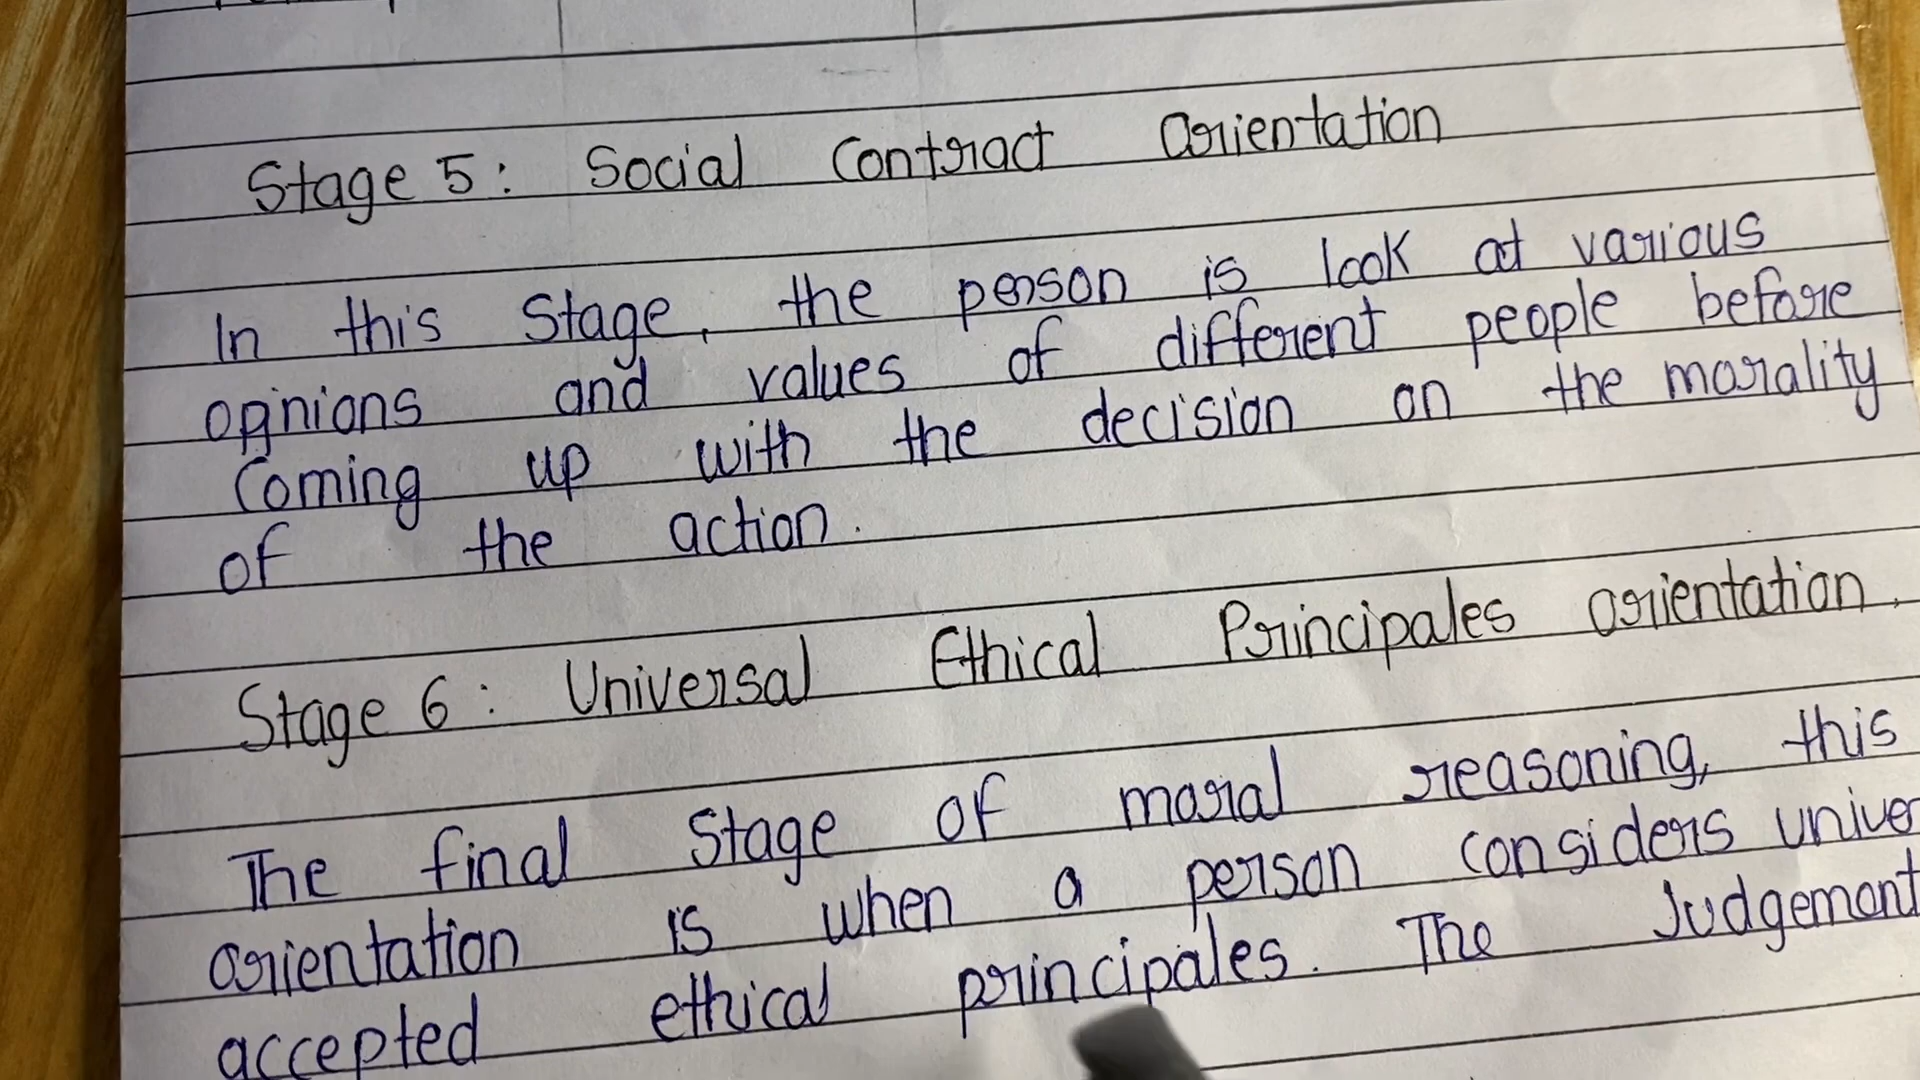 Stage 5: Social Contract Orientation
In this Stage, the person is look at various
opinions and values of different people before
Coming up with the decision on the morality
of the action.
Stage 6: Universal Ethical Principales orientation.
The final Stage of moral reasoning, this
orientation is when a person considers univer
accepted ethical principales. The Judgement